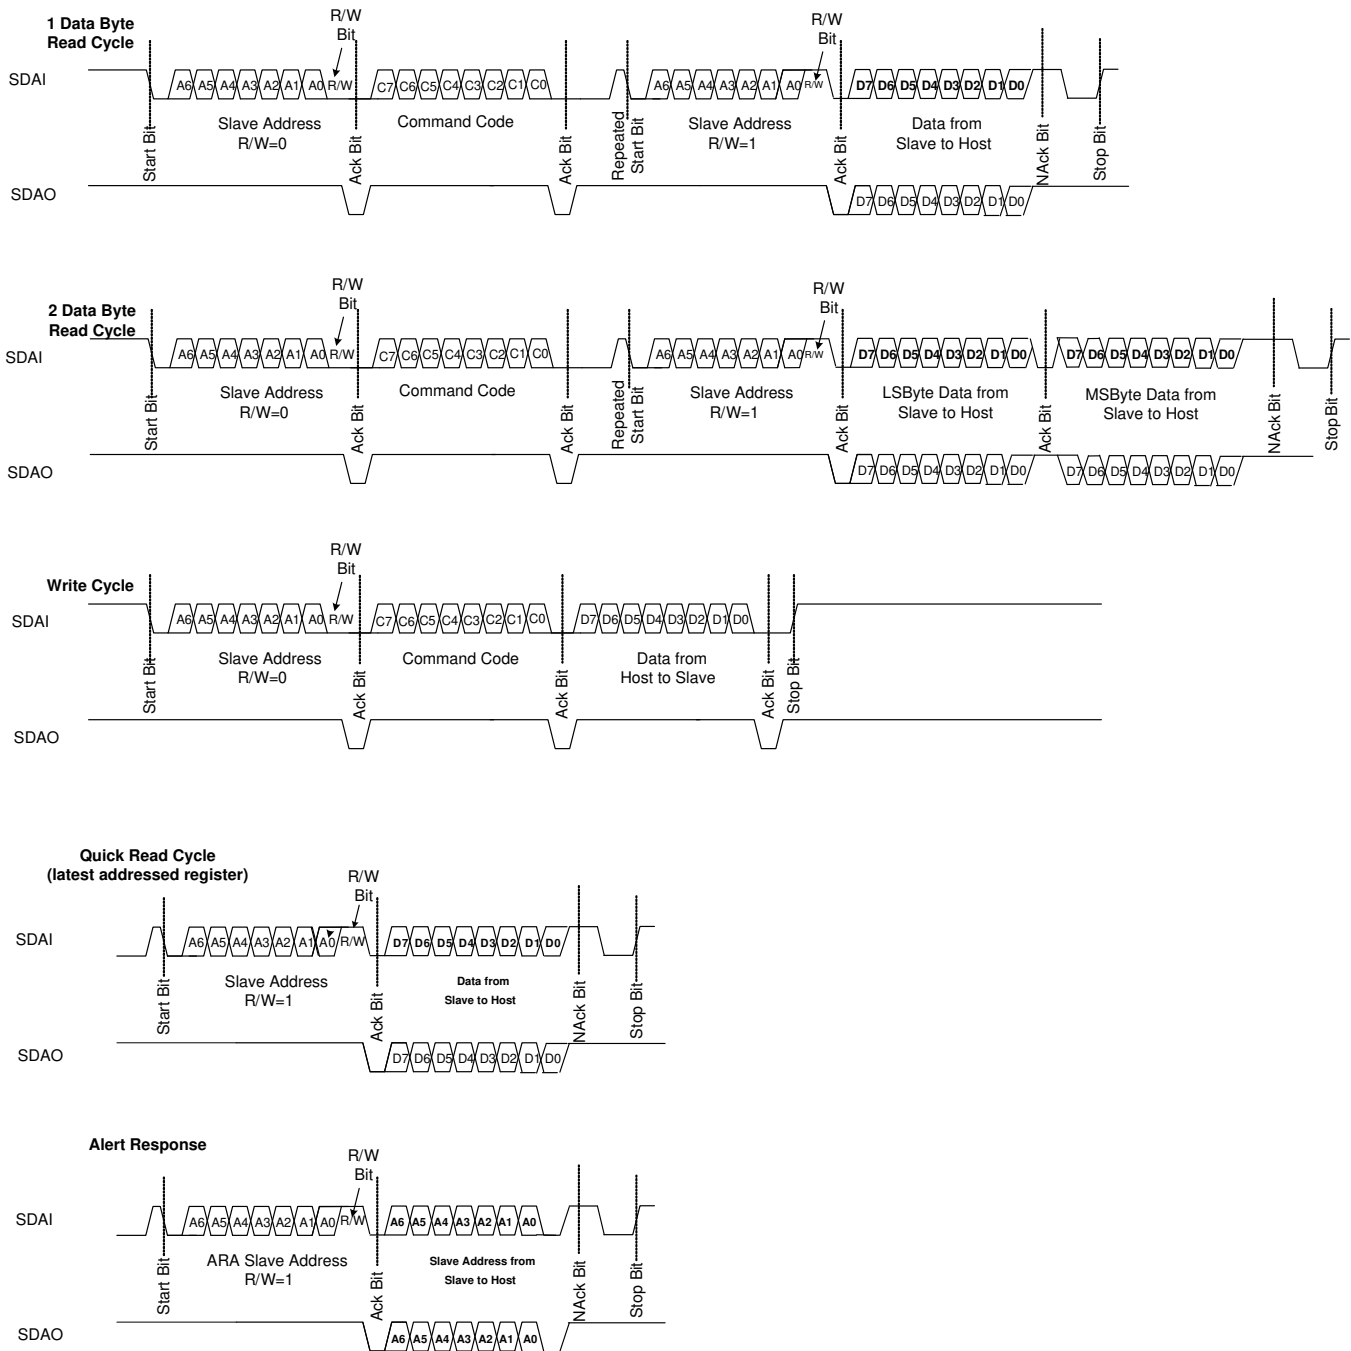 1 Data Byte
Read Cycle
R/W
Bit
R/W
Bit
SDAI
A6 A5 A4 A3 A2 A1 A0 R/W C7 C6 C5 C4 C3 C2 C1 C0 A6 A5 A4 A3 A2 A1 A0 R/W D7 D6 D5 D4 D3 D2 D1 D0
Start Bit
Slave Address
R/W=0
Ack Bit
Command Code
Ack Bit
Repeated
Start Bit
Slave Address
R/W=1
Ack Bit
Data from
Slave to Host
NAck Bit
Stop Bit
SDAO
D7 D6 D5 D4 D3 D2 D1 D0
2 Data Byte
Read Cycle
R/W
Bit
R/W
Bit
SDAI
A6 A5 A4 A3 A2 A1 A0 R/W C7 C6 C5 C4 C3 C2 C1 C0 A6 A5 A4 A3 A2 A1 A0 R/W D7 D6 D5 D4 D3 D2 D1 D0 D7 D6 D5 D4 D3 D2 D1 D0
Start Bit
Slave Address
R/W=0
Ack Bit
Command Code
Ack Bit
Repeated
Start Bit
Slave Address
R/W=1
Ack Bit
LSByte Data from
Slave to Host
Ack Bit
MSByte Data from
Slave to Host
NAck Bit
Stop Bit
SDAO
D7 D6 D5 D4 D3 D2 D1 D0 D7 D6 D5 D4 D3 D2 D1 D0
Write Cycle
R/W
Bit
SDAI
A6 A5 A4 A3 A2 A1 A0 R/W C7 C6 C5 C4 C3 C2 C1 C0 D7 D6 D5 D4 D3 D2 D1 D0
Start Bit
Slave Address
R/W=0
Ack Bit
Command Code
Ack Bit
Data from
Host to Slave
Ack Bit
Stop Bit
SDAO
Quick Read Cycle
(latest addressed register)
R/W
Bit
SDAI
A6 A5 A4 A3 A2 A1 A0 R/W D7 D6 D5 D4 D3 D2 D1 D0
Start Bit
Slave Address
R/W=1
Ack Bit
Data from
Slave to Host
NAck Bit
Stop Bit
SDAO
D7 D6 D5 D4 D3 D2 D1 D0
Alert Response
R/W
Bit
SDAI
A6 A5 A4 A3 A2 A1 A0 R/W A6 A5 A4 A3 A2 A1 A0
Start Bit
ARA Slave Address
R/W=1
Ack Bit
Slave Address from
Slave to Host
NAck Bit
Stop Bit
SDAO
A6 A5 A4 A3 A2 A1 A0